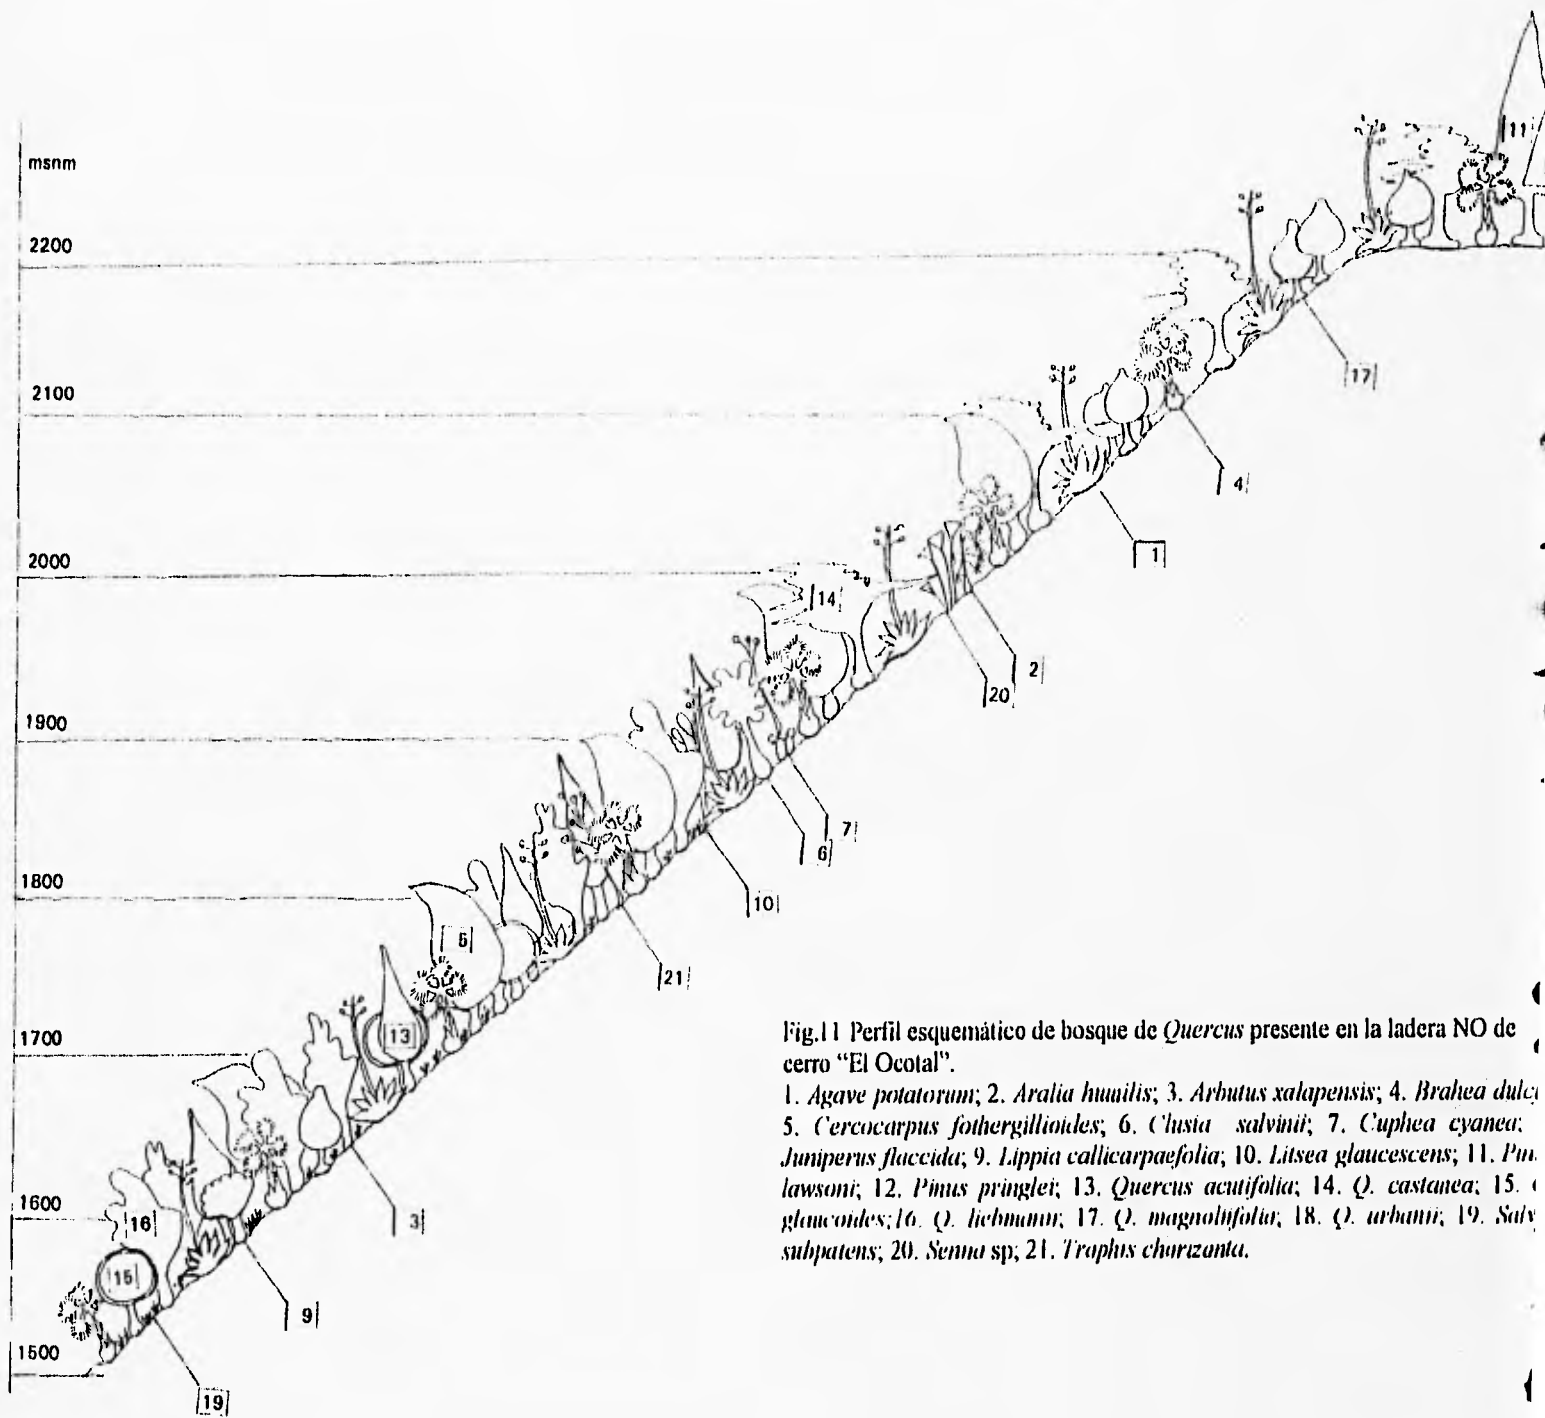 msnm
11
2200
17
2100
4
1
2000
14
2
20
1900
7
6
10
1800
21
13
1700
3
16
1600
15
9
1500
19
Fig.11 Perfil esquemático de bosque de Quercus presente en la ladera NO de
cerro "El Ocotal".
1. Agave potatorum; 2. Aralia humilis; 3. Arbutus xalapensis; 4. Brahea
5. Cercocarpus fothergillioides; 6. Clusia salvinii; 7. Cuphea cyanea;
Juniperus flaccida; 9. Lippia callicarpaefolia; 10. Litsea glaucescens; 11.
lawsoni; 12. Pinus pringlei; 13. Quercus acutifolia; 14. Q. castanea; 15.
glaucoides; 16. Q. liebmanni; 17. Q. magnoliifolia; 18. Q. urbanii; 19.
subpatens; 20. Senna sp; 21.